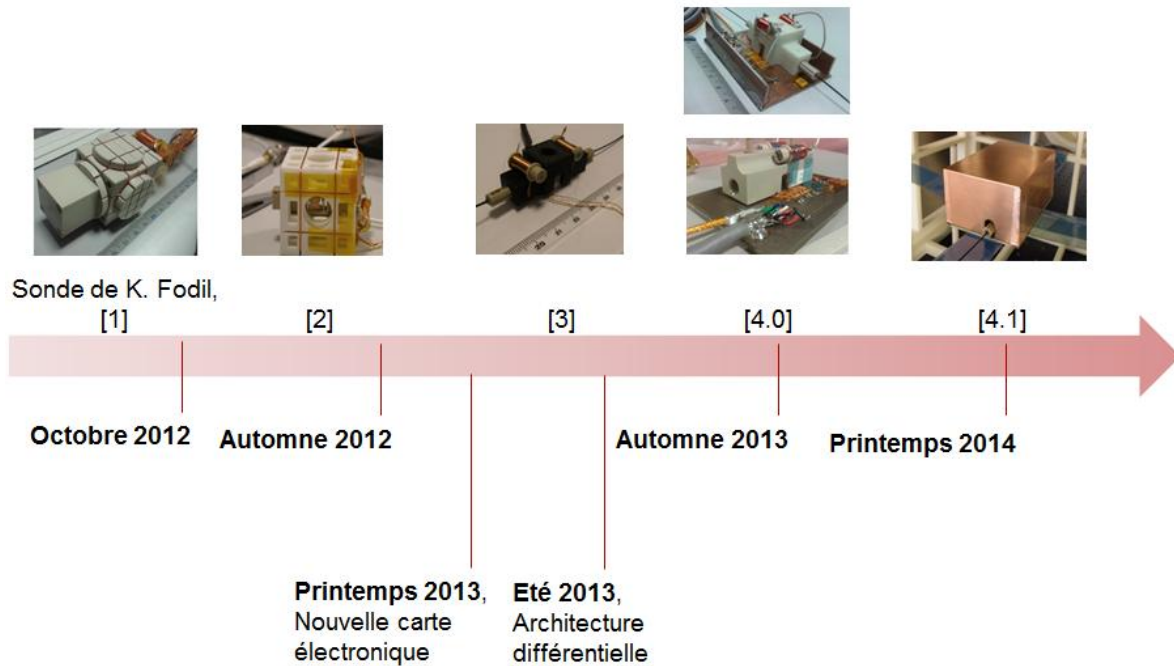 Sonde de K. Fodil,
[1]
[2]
[3]
[4.0]
[4.1]
Octobre 2012
Automne 2012
Automne 2013
Printemps 2014
Printemps 2013,
Nouvelle carte
électronique
Eté 2013,
Architecture
différentielle